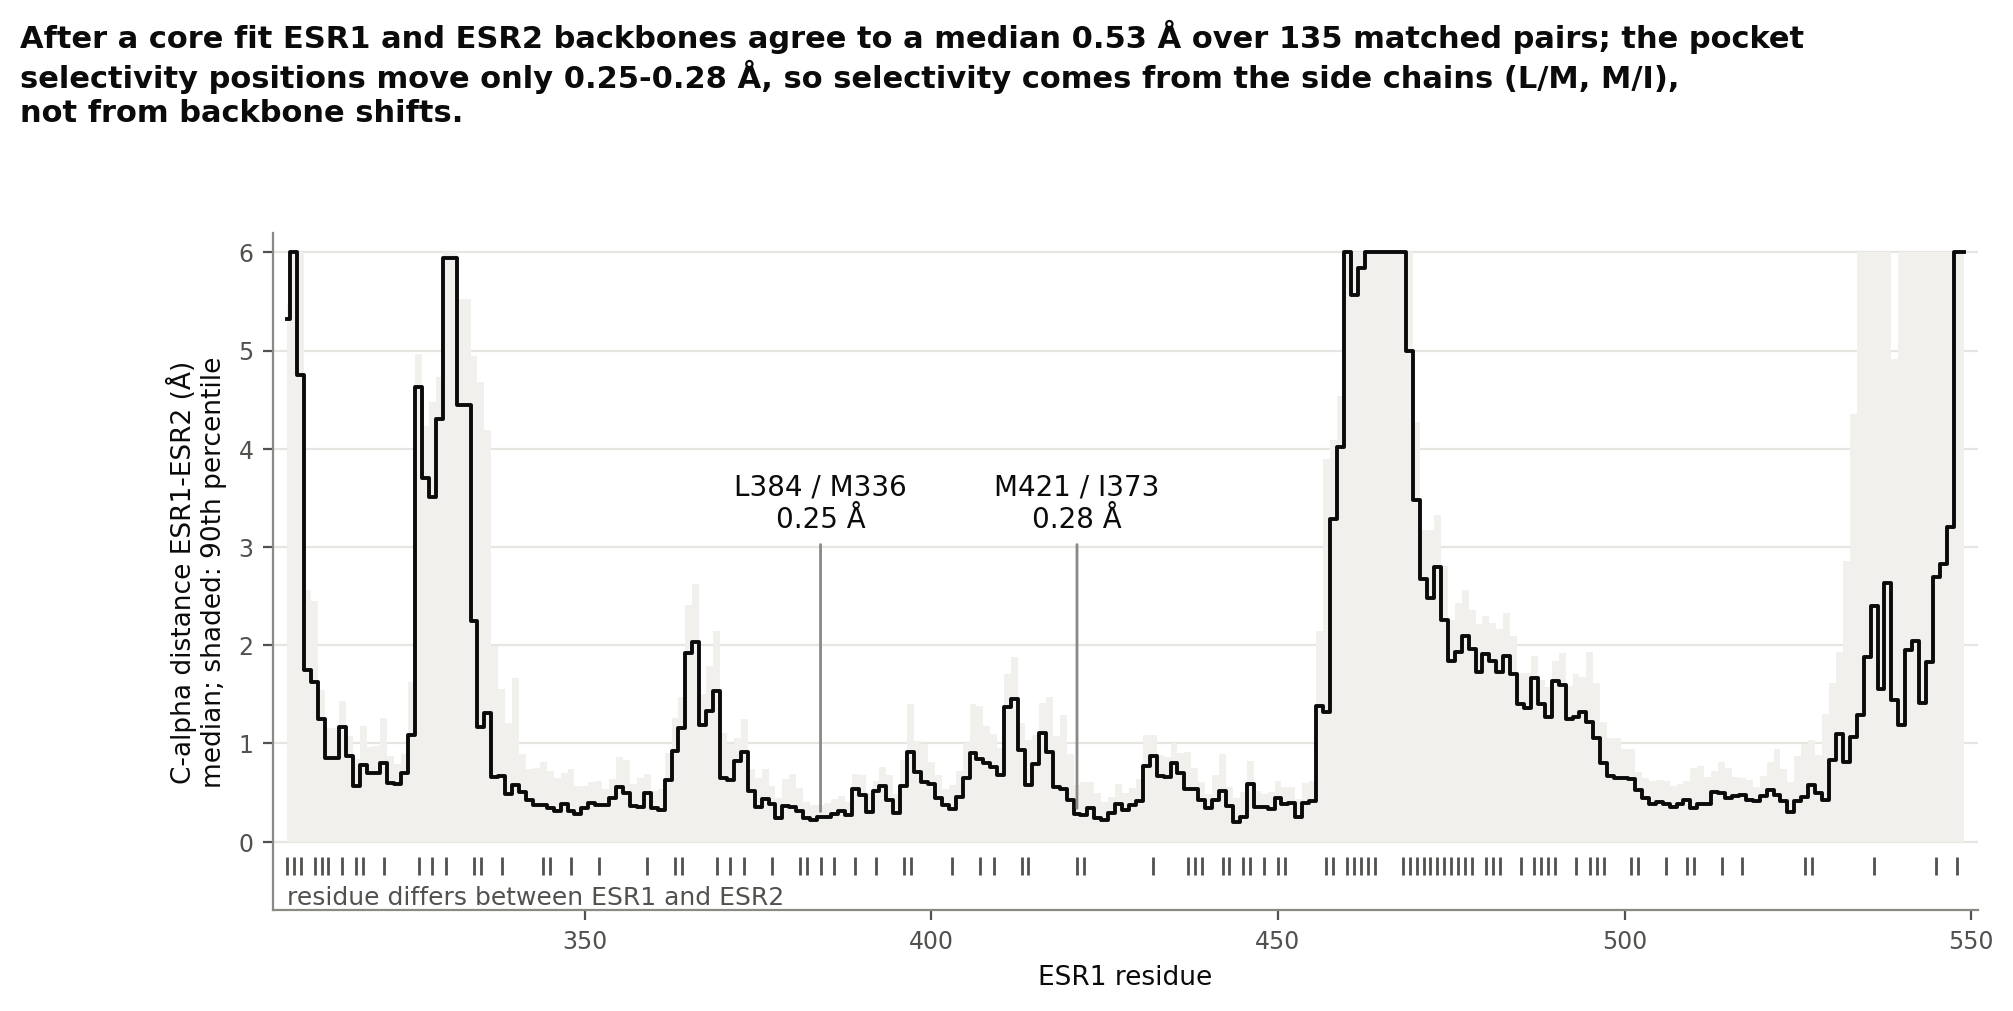 After a core fit ESR1 and ESR2 backbones agree to a median 0.53 Å over 135 matched pairs; the pocket
selectivity positions move only 0.25-0.28 Å, so selectivity comes from the side chains (L/M, M/I),
not from backbone shifts.
C-alpha distance ESR1-ESR2 (Å)
median; shaded: 90th percentile
6
5
4
3
2
1
0
L384 / M336
0.25 Å
M421 / I373
0.28 Å
residue differs between ESR1 and ESR2
350
400
450
500
550
ESR1 residue